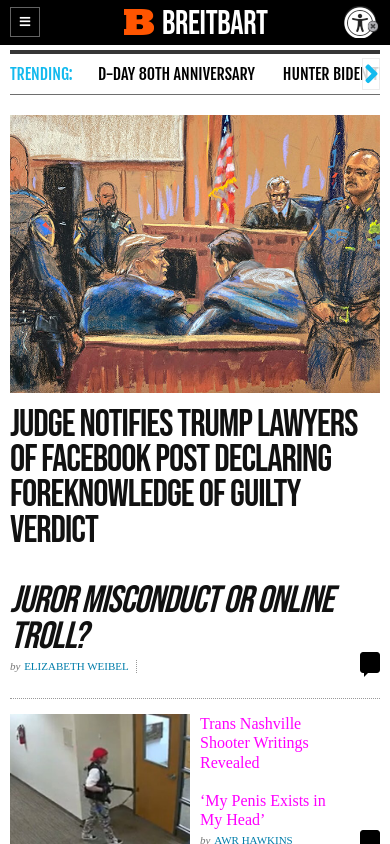 BREITBART
TRENDING: D-DAY 80TH ANNIVERSARY HUNTER BIDEN
JUDGE NOTIFIES TRUMP LAWYERS
OF FACEBOOK POST DECLARING
FOREKNOWLEDGE OF GUILTY
VERDICT
JUROR MISCONDUCT OR ONLINE
TROLL?
by ELIZABETH WEIBEL
Trans Nashville
Shooter Writings
Revealed
‘My Penis Exists in
My Head’
by AWR HAWKINS